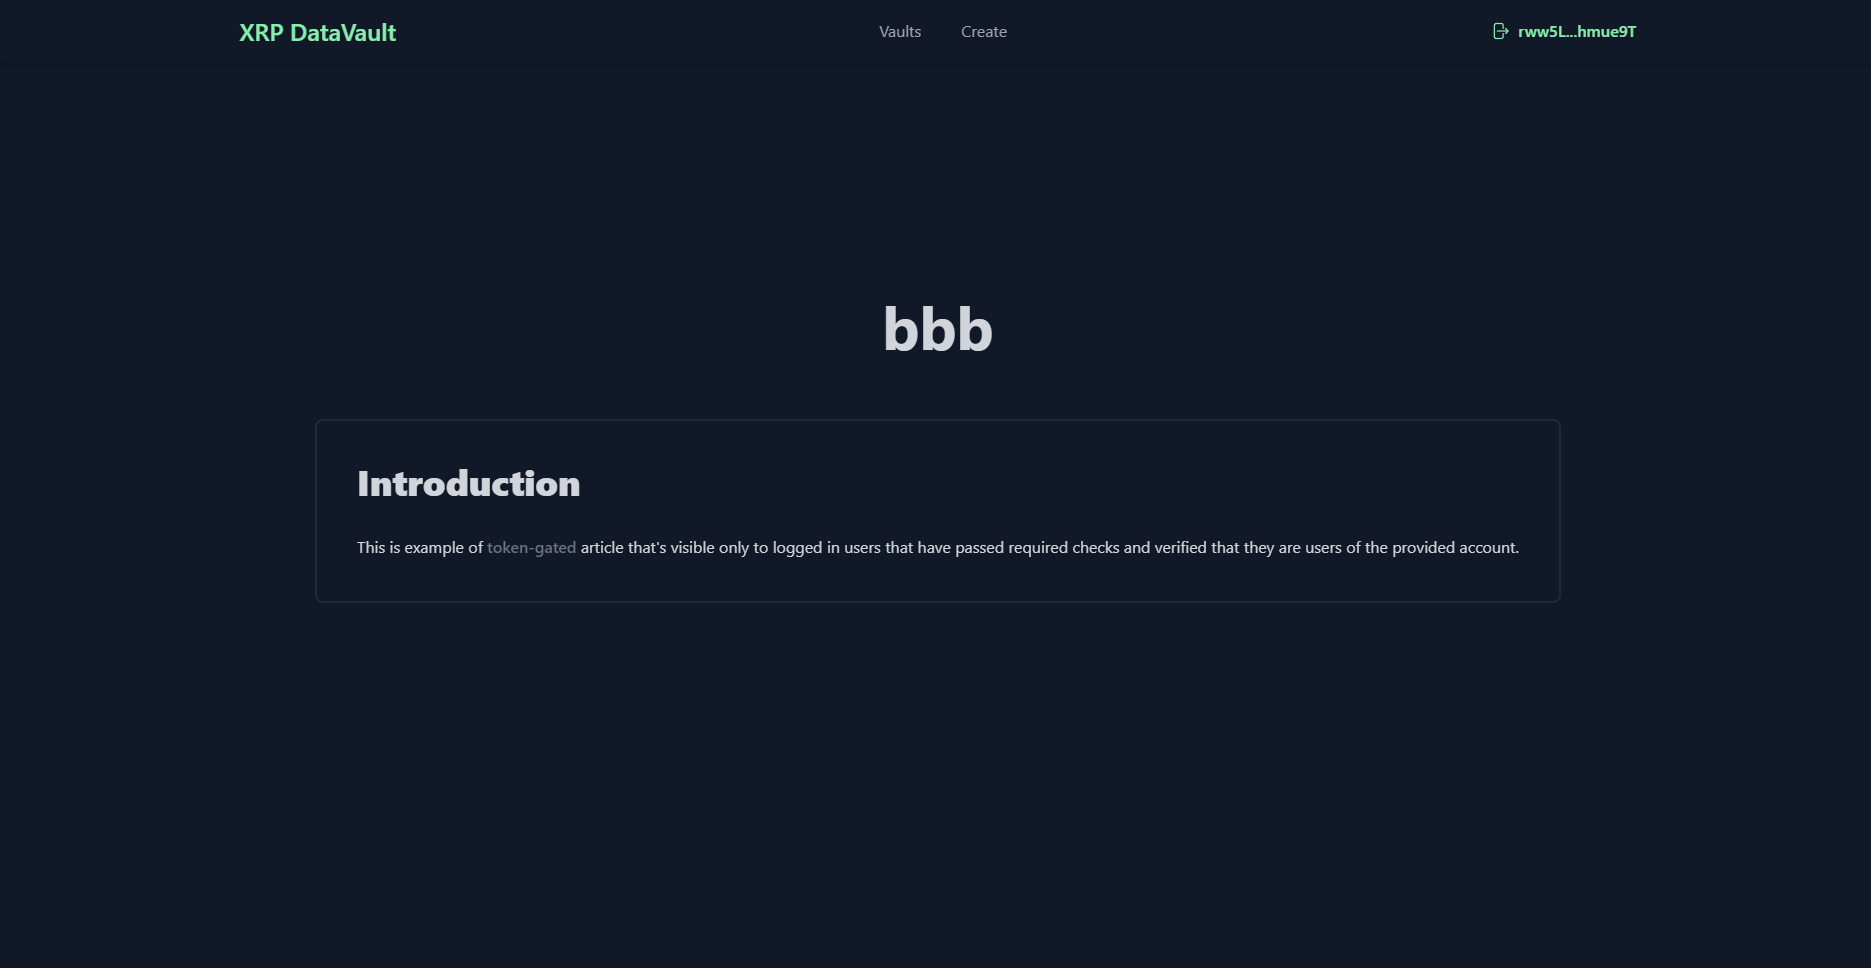 XRP DataVault
Vaults
Create
rww5L...hmue9T
bbb
Introduction
This is example of token-gated article that's visible only to logged in users that have passed required checks and verified that they are users of the provided account.